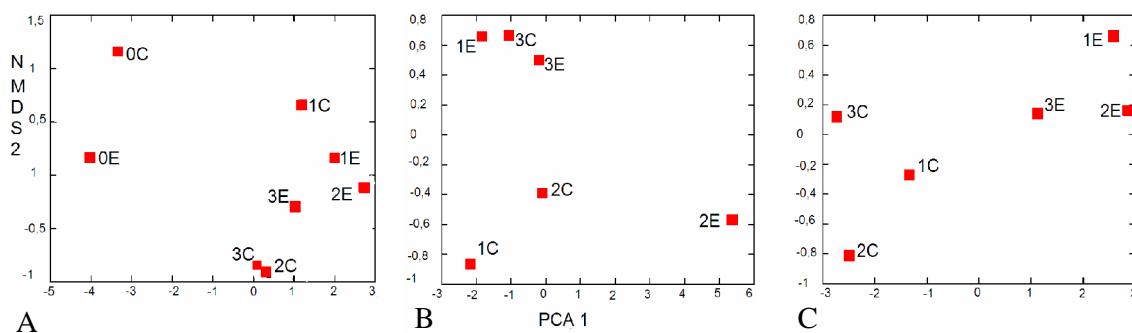 NMDS2
1,5
1
0,5
1
-0,5
-1
-5 -4 -3 -2 -1 0 1 2 3
0C
0E
1C
1E
2E
3E
3C
2C
A
0,8
0,6
0,4
0,2
0
-0,2
-0,4
-0,6
-0,8
-1
-3 -2 -1 0 1 2 3 4 5 6
1E
3C
3E
2C
2E
1C
B
PCA 1
0,8
0,6
0,4
0,2
0
-0,2
-0,4
-0,6
-0,8
-1
-3 -2 -1 0 1 2
1E
3C
3E
2E
1C
2C
C